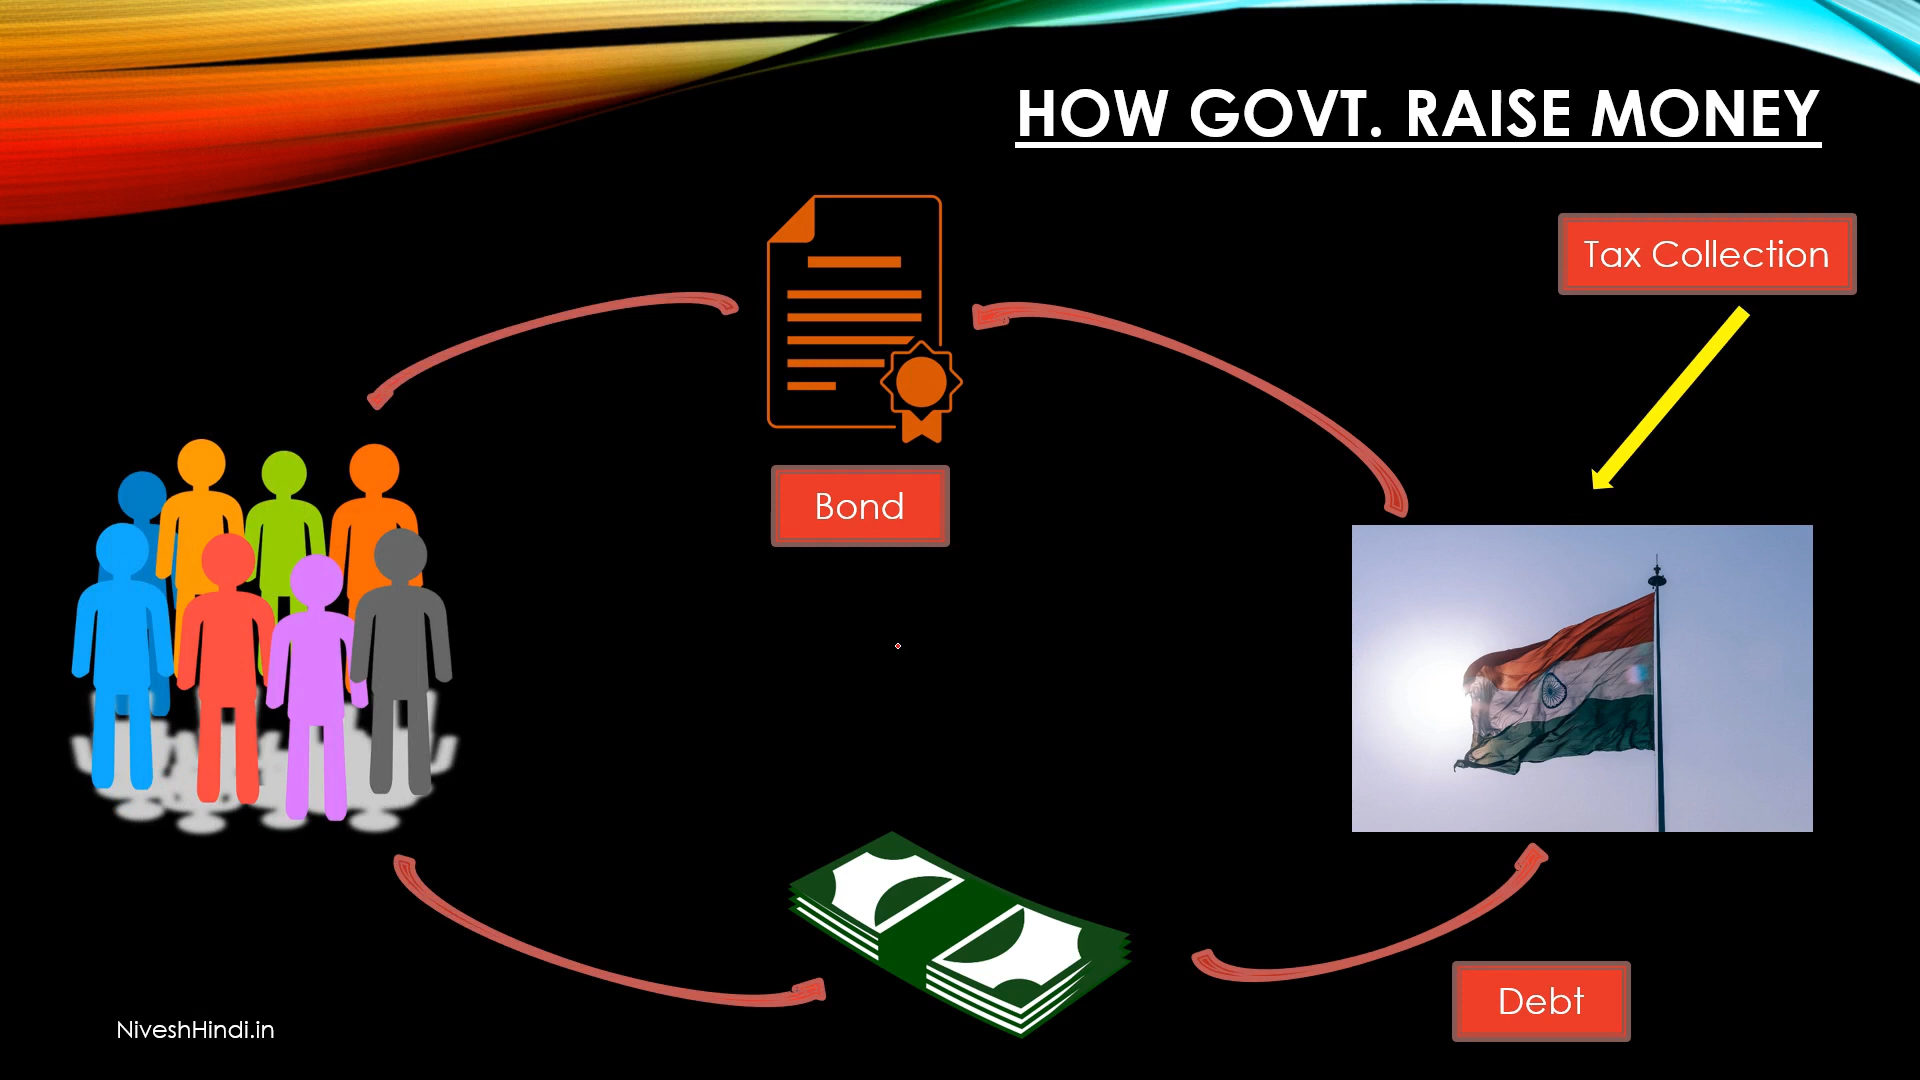 HOW GOVT. RAISE MONEY
Tax Collection
Bond
Debt
NiveshHindi.in